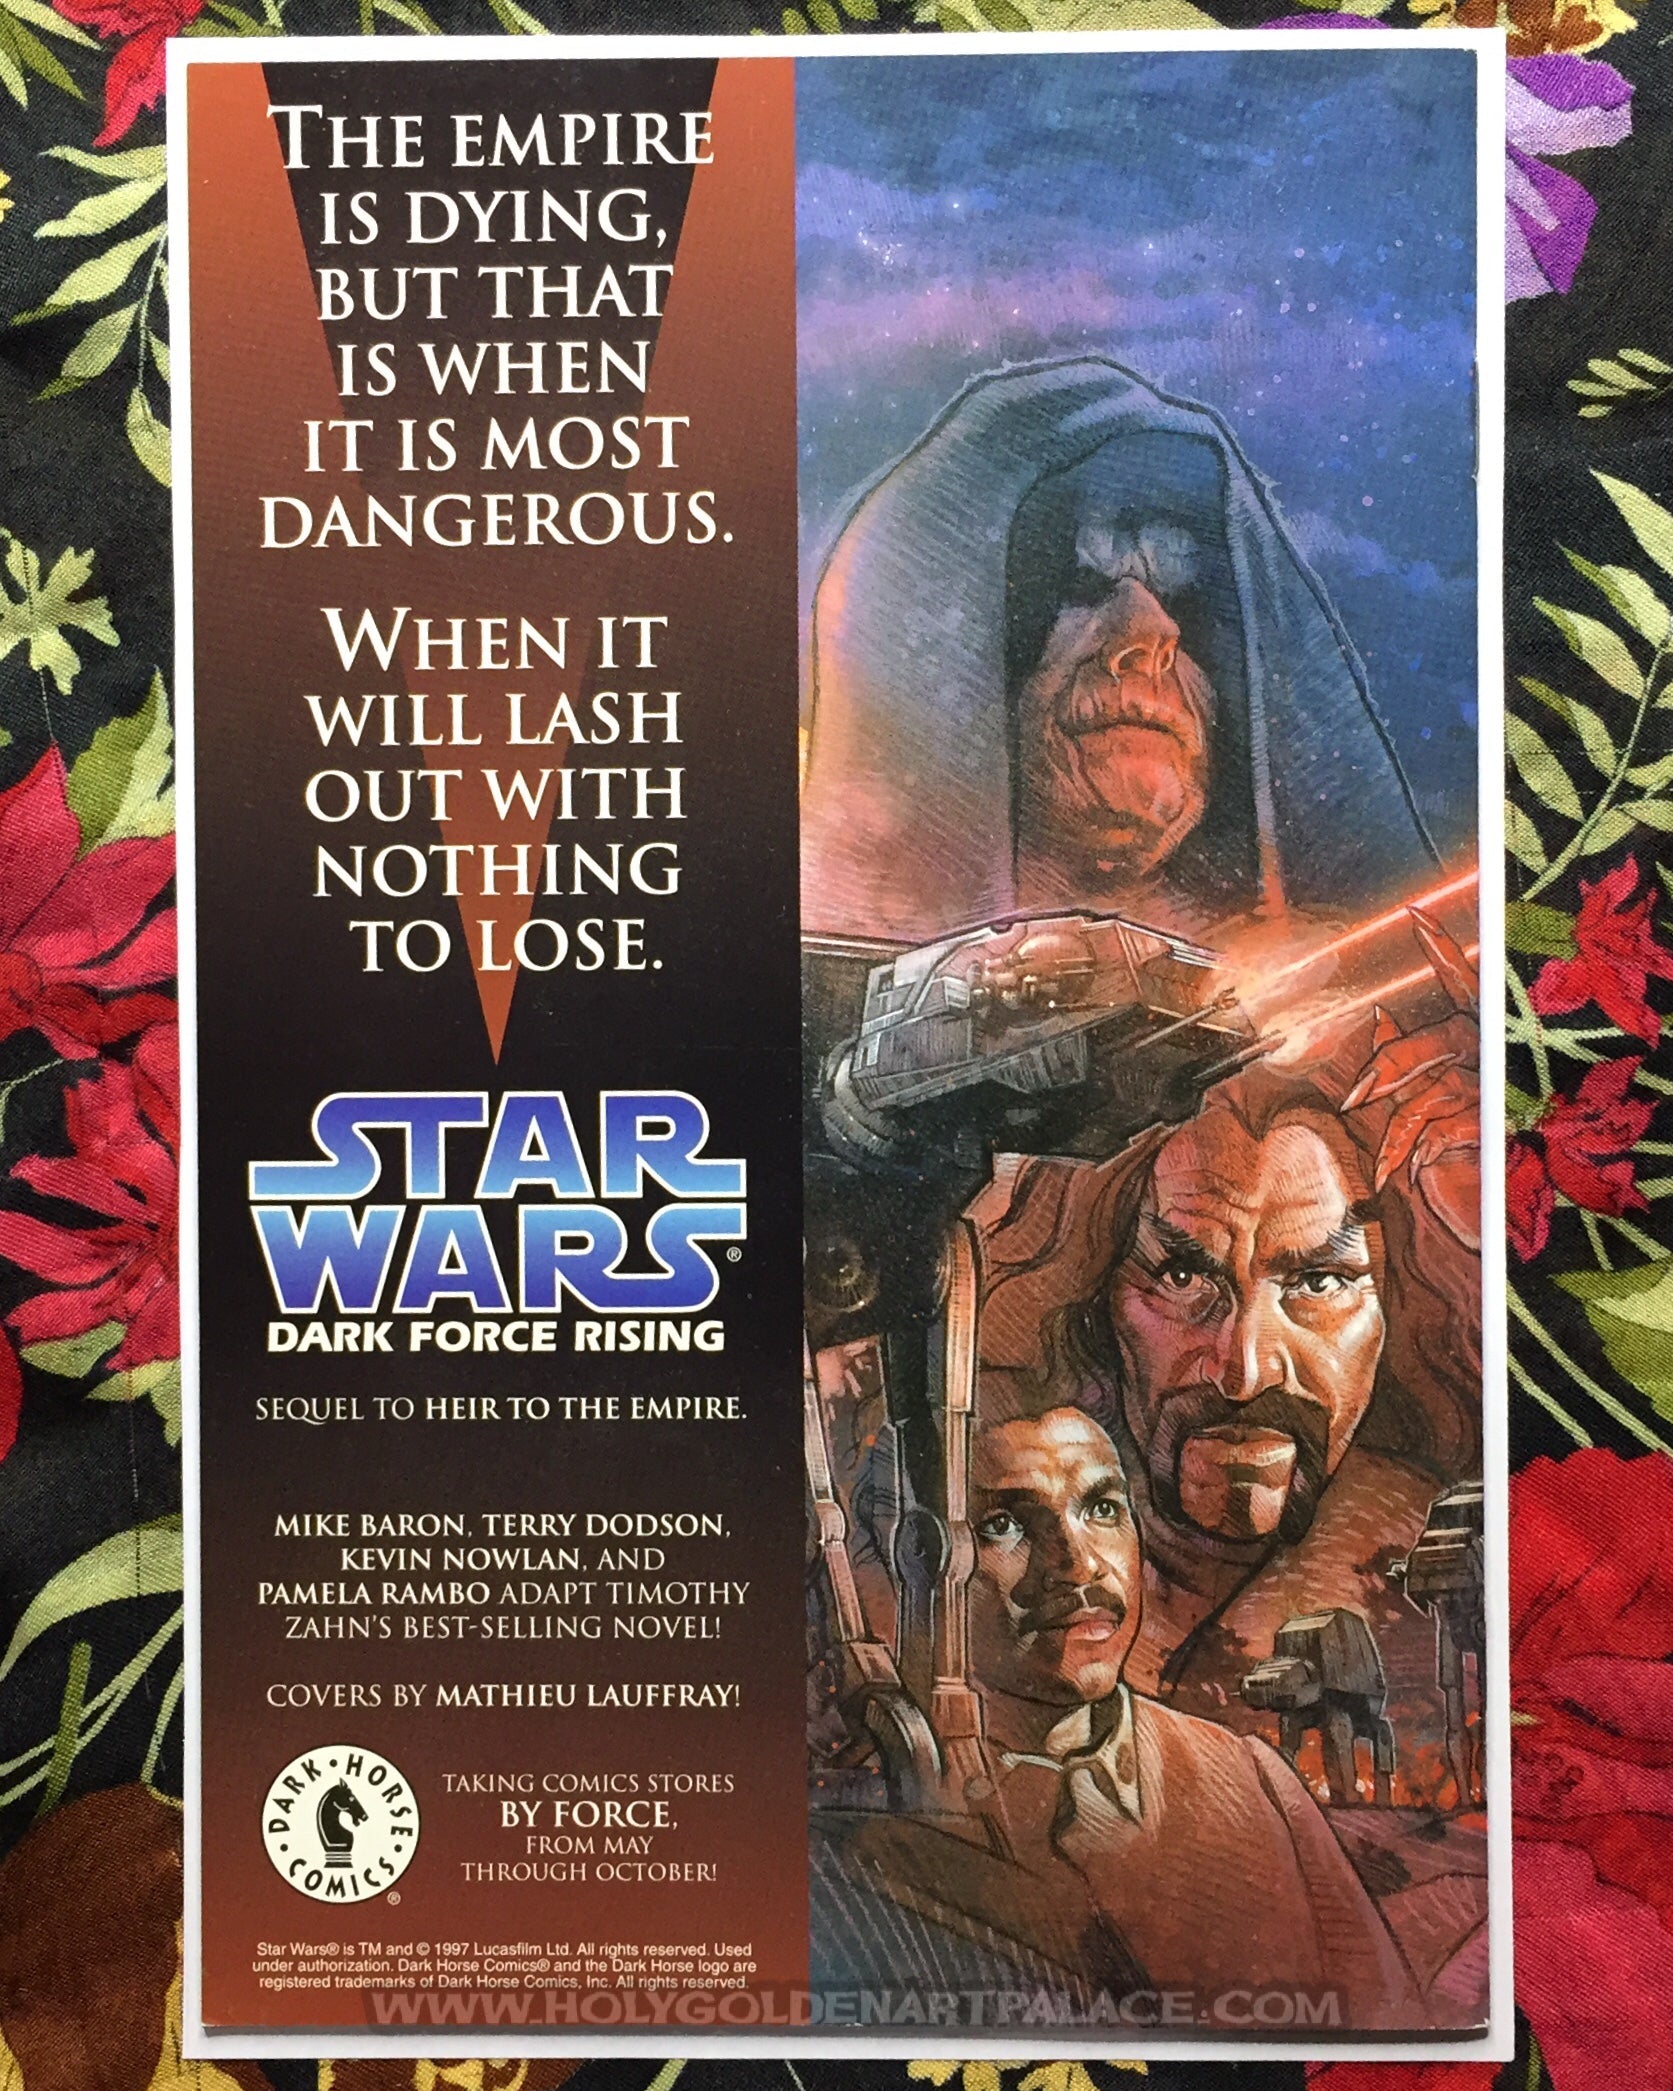 THE EMPIRE
IS DYING,
BUT THAT
IS WHEN
IT IS MOST
DANGEROUS.
WHEN IT
WILL LASH
OUT WITH
NOTHING
TO LOSE.
STAR
WARS®
DARK FORCE RISING
SEQUEL TO HEIR TO THE EMPIRE.
MIKE BARON, TERRY DODSON,
KEVIN NOWLAN, AND
PAMELA RAMBO ADAPT TIMOTHY
ZAHN'S BEST-SELLING NOVEL!
COVERS BY MATHIEU LAUFFRAY!
DARK • HORSE • COMICS • ®
TAKING COMICS STORES
BY FORCE,
FROM MAY
THROUGH OCTOBER!
Star Wars® is TM and © 1997 Lucasfilm Ltd. All rights reserved. Used
under authorization. Dark Horse Comics® and the Dark Horse logo are
registered trademarks of Dark Horse Comics, Inc. All rights reserved.
WWW.HOLYGOLDENARTPALACE.COM